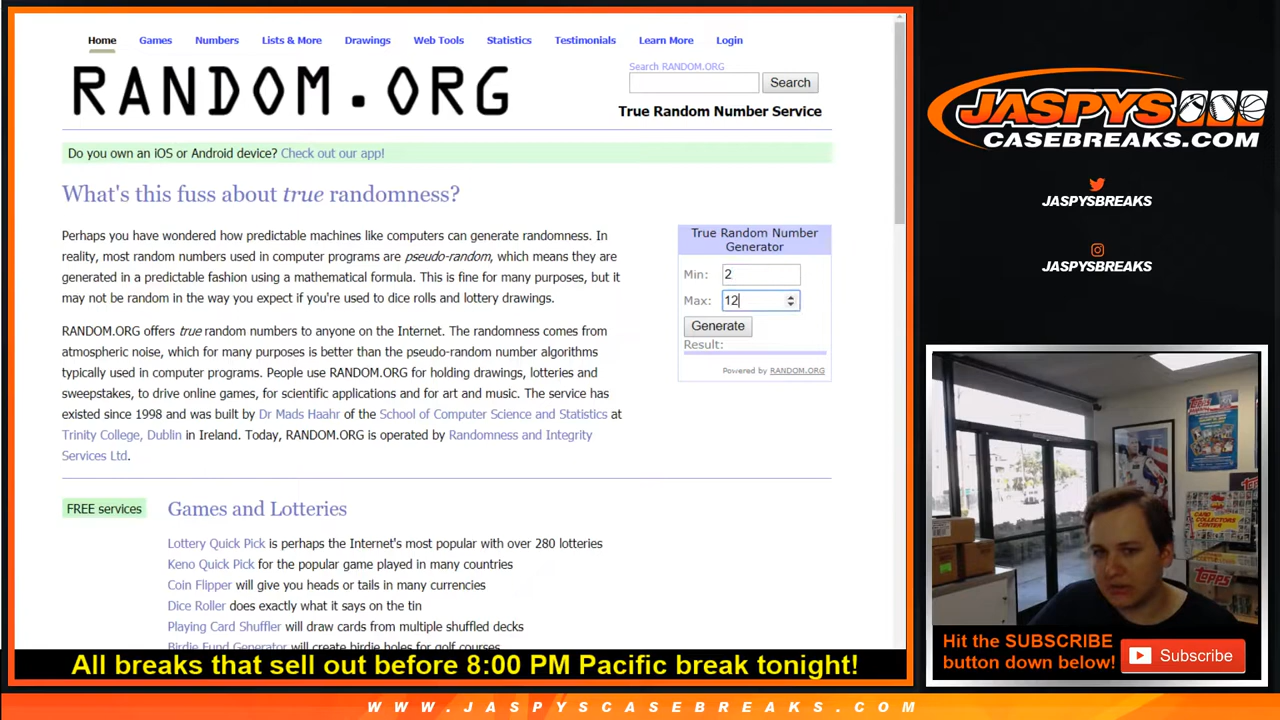 Home Games Numbers Lists & More Drawings Web Tools Statistics Testimonials Learn More Login
RANDOM.ORG
Search RANDOM.ORG
Search
True Random Number Service
Do you own an iOS or Android device? Check out our app!
What's this fuss about true randomness?
Perhaps you have wondered how predictable machines like computers can generate randomness. In
reality, most random numbers used in computer programs are pseudo-random, which means they are
generated in a predictable fashion using a mathematical formula. This is fine for many purposes, but it
may not be random in the way you expect if you're used to dice rolls and lottery drawings.
RANDOM.ORG offers true random numbers to anyone on the Internet. The randomness comes from
atmospheric noise, which for many purposes is better than the pseudo-random number algorithms
typically used in computer programs. People use RANDOM.ORG for holding drawings, lotteries and
sweepstakes, to drive online games, for scientific applications and for art and music. The service has
existed since 1998 and was built by Dr Mads Haahr of the School of Computer Science and Statistics at
Trinity College, Dublin in Ireland. Today, RANDOM.ORG is operated by Randomness and Integrity
Services Ltd.
True Random Number
Generator
Min: 2
Max: 12
Generate
Result:
Powered by RANDOM.ORG
FREE services
Games and Lotteries
Lottery Quick Pick is perhaps the Internet's most popular with over 280 lotteries
Keno Quick Pick for the popular game played in many countries
Coin Flipper will give you heads or tails in many currencies
Dice Roller does exactly what it says on the tin
Playing Card Shuffler will draw cards from multiple shuffled decks
Birdie Fund Generator will create birdie holes for golf courses
JASPYS
CASEBREAKS.COM
JASPYSBREAKS
JASPYSBREAKS
TOPPS
CARD
COLLECTORS
CENTER
TOPPS
Hit the SUBSCRIBE
button down below!
Subscribe
All breaks that sell out before 8:00 PM Pacific break tonight!
WWW.JASPYSCASEBREAKS.COM